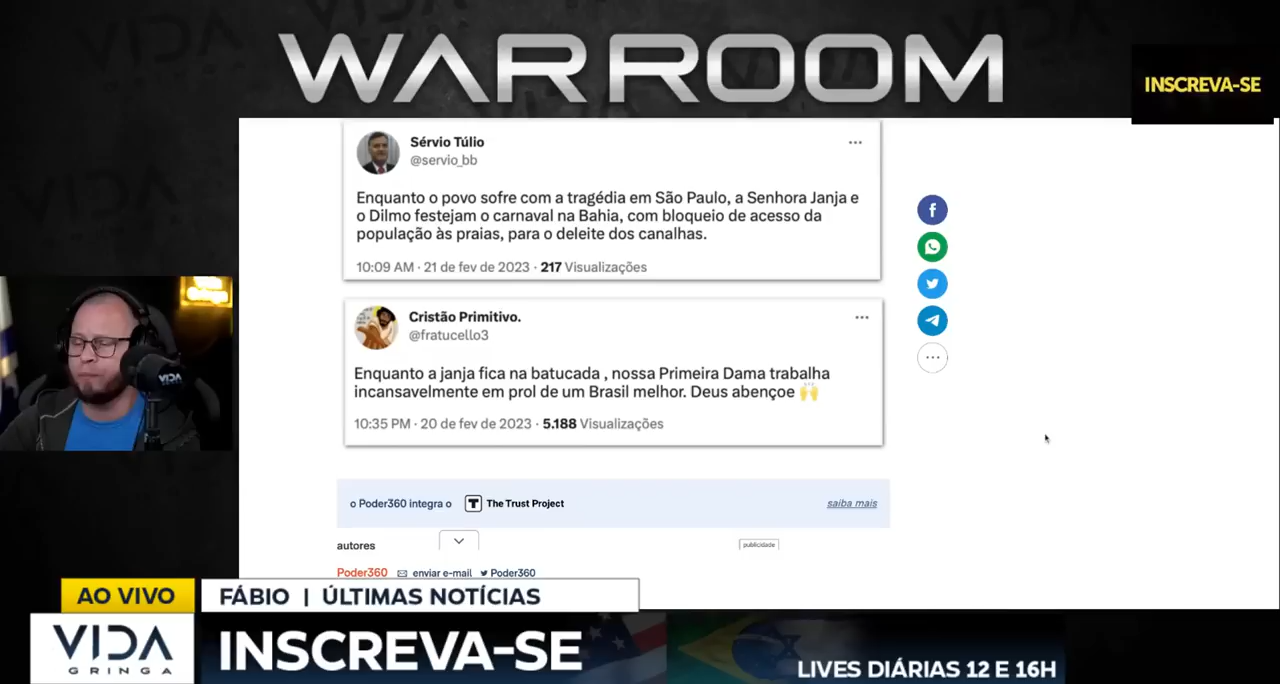 WAR ROOM
INSCREVA-SE
Sérvio Túlio
@servio_bb
Enquanto o povo sofre com a tragédia em São Paulo, a Senhora Janja e
o Dilmo festejam o carnaval na Bahia, com bloqueio de acesso da
população às praias, para o deleite dos canalhas.
10:09 AM · 21 de fev de 2023 · 217 Visualizações
Cristão Primitivo.
@fratucello3
Enquanto a janja fica na batucada , nossa Primeira Dama trabalha
incansavelmente em prol de um Brasil melhor. Deus abençoe 🙌
10:35 PM · 20 de fev de 2023 · 5.188 Visualizações
o Poder360 integra o T The Trust Project saiba mais
autores
publicidade
Poder360 enviar e-mail Poder360
VIDA
AO VIVO
FÁBIO | ÚLTIMAS NOTÍCIAS
VIDA
GRINGA
INSCREVA-SE
LIVES DIÁRIAS 12 E 16H